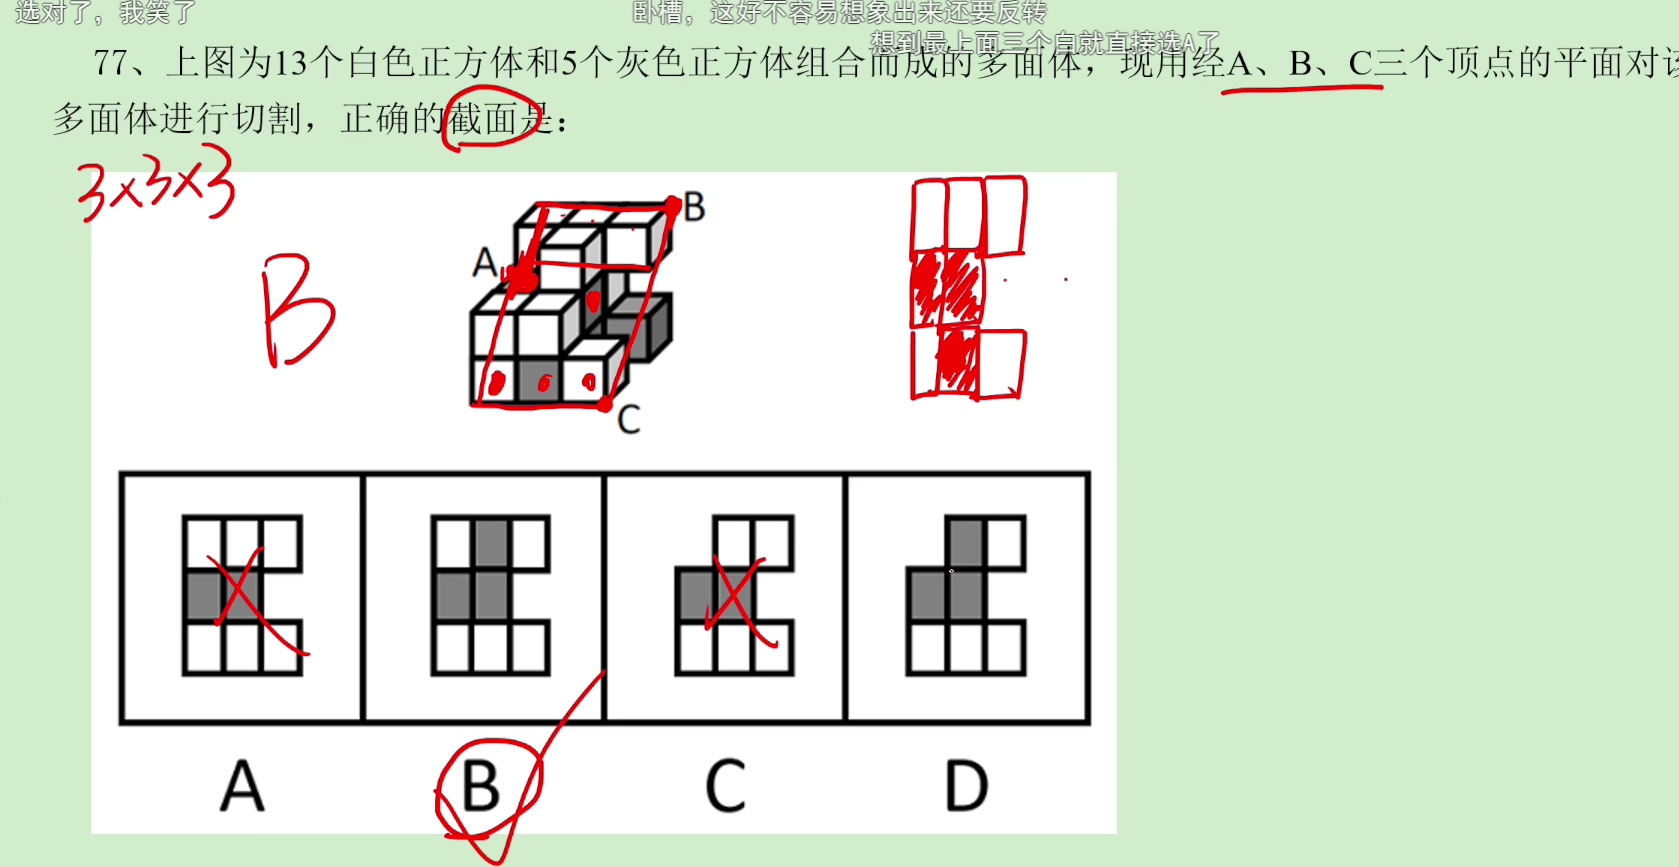 选对了，我笑了
卧槽，这好不容易想象出来还要反转
想到最上面三个白就直接选A了
77、上图为13个白色正方体和5个灰色正方体组合而成的多面体，现用经A、B、C三个顶点的平面对该
多面体进行切割，正确的截面是：
3×3×3
B
A
B
C
A
B
C
D